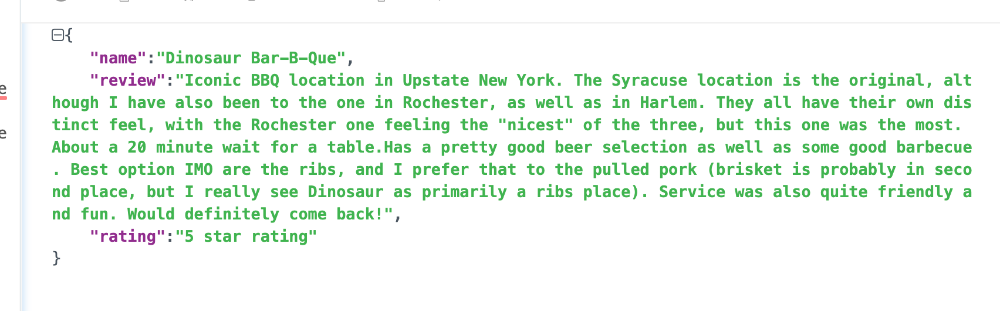 {
"name":"Dinosaur Bar-B-Que",
"review":"Iconic BBQ location in Upstate New York. The Syracuse location is the original, alt
hough I have also been to the one in Rochester, as well as in Harlem. They all have their own dis
tinct feel, with the Rochester one feeling the "nicest" of the three, but this one was the most.
About a 20 minute wait for a table.Has a pretty good beer selection as well as some good barbecue
. Best option IMO are the ribs, and I prefer that to the pulled pork (brisket is probably in seco
nd place, but I really see Dinosaur as primarily a ribs place). Service was also quite friendly a
nd fun. Would definitely come back!",
"rating":"5 star rating"
}